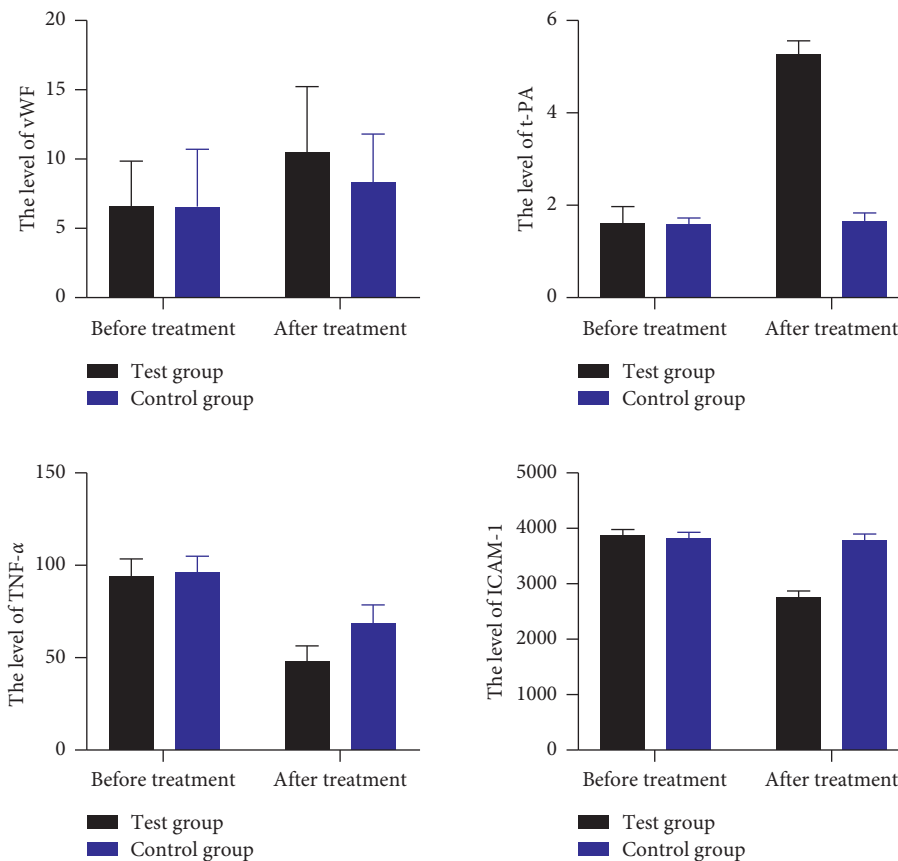 The level of vWF
20
15
10
5
0
Before treatment
After treatment
Test group
Control group
The level of t-PA
6
4
2
0
Before treatment
After treatment
Test group
Control group
The level of TNF-α
150
100
50
0
Before treatment
After treatment
Test group
Control group
The level of ICAM-1
5000
4000
3000
2000
1000
0
Before treatment
After treatment
Test group
Control group